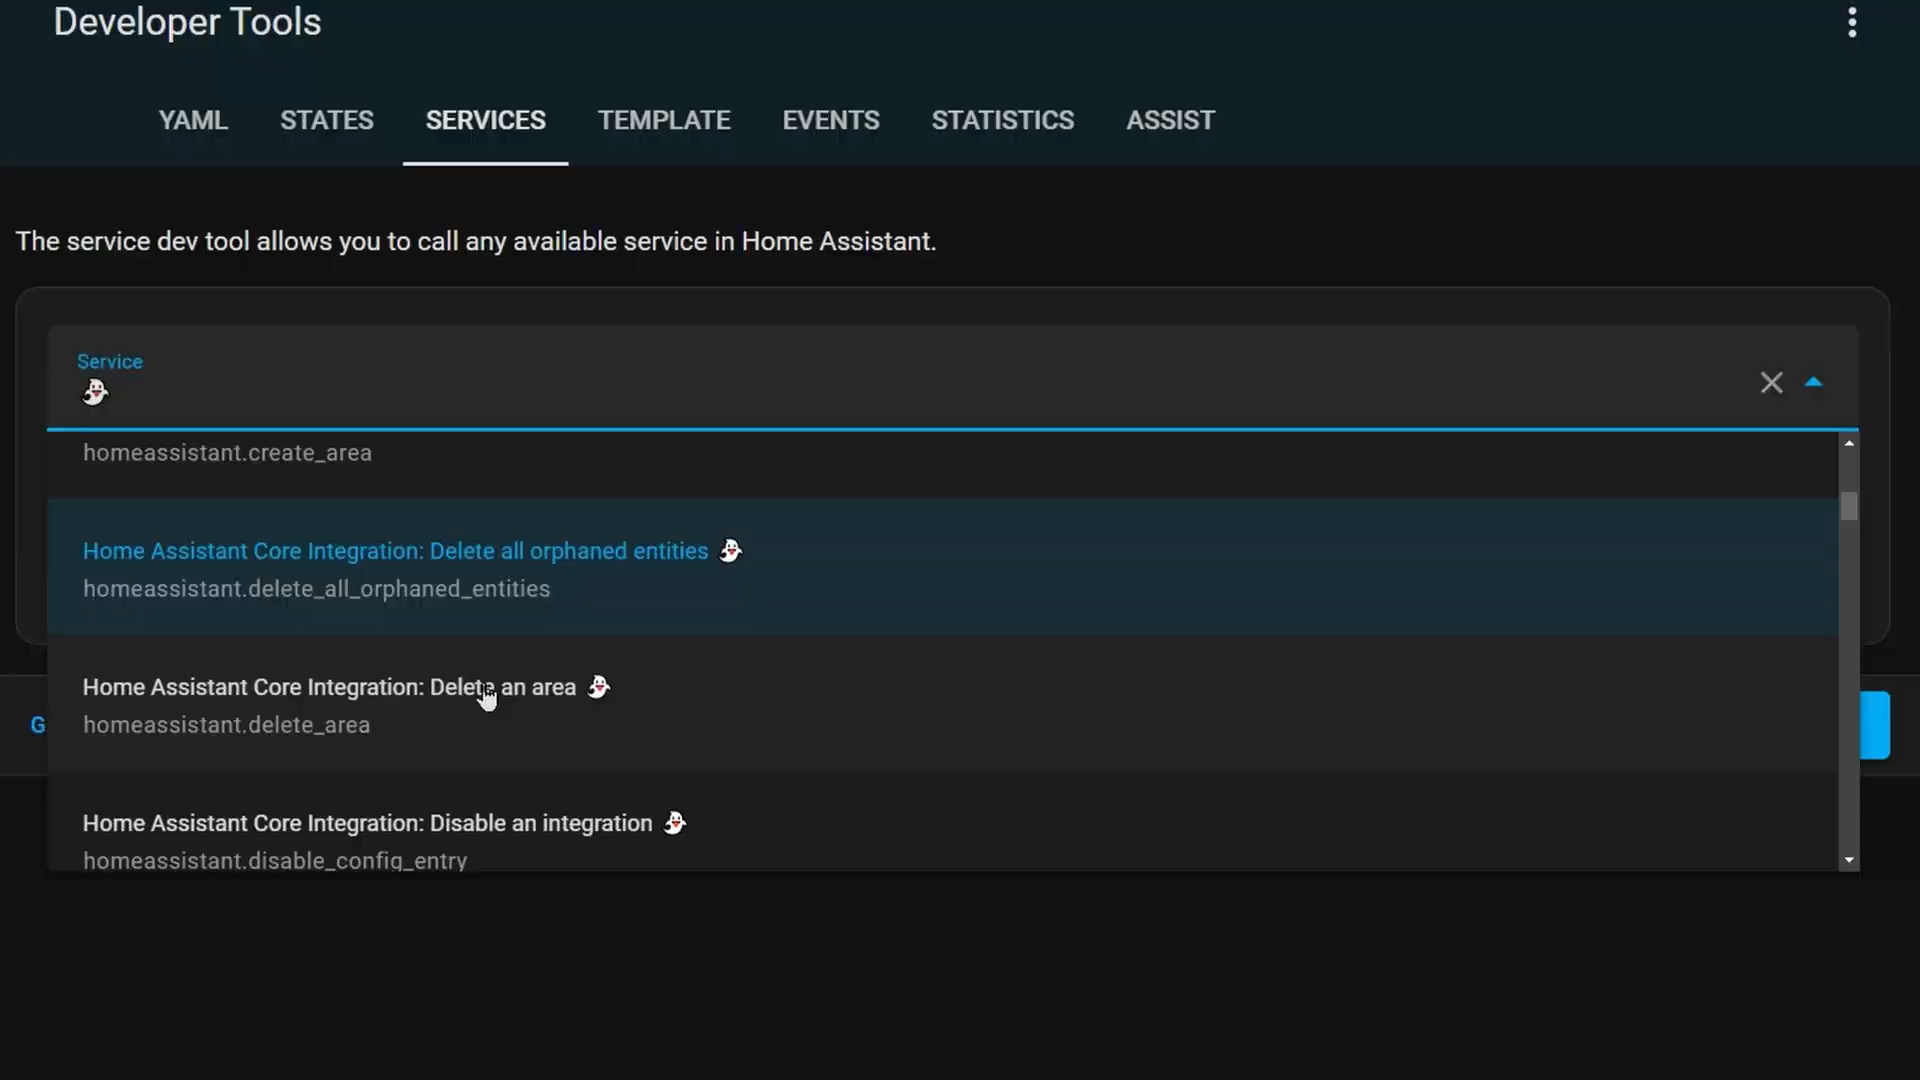 Developer Tools
YAML STATES SERVICES TEMPLATE EVENTS STATISTICS ASSIST
The service dev tool allows you to call any available service in Home Assistant.
Service
👻
homeassistant.create_area
Home Assistant Core Integration: Delete all orphaned entities 👻
homeassistant.delete_all_orphaned_entities
Home Assistant Core Integration: Delete an area 👻
homeassistant.delete_area
G
Home Assistant Core Integration: Disable an integration 👻
homeassistant.disable_config_entry